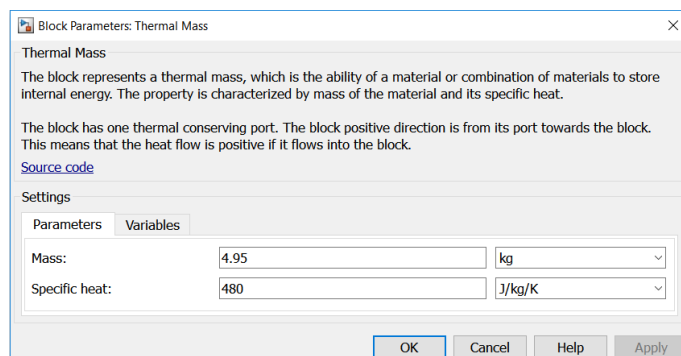 Block Parameters: Thermal Mass
Thermal Mass
The block represents a thermal mass, which is the ability of a material or combination of materials to store
internal energy. The property is characterized by mass of the material and its specific heat.
The block has one thermal conserving port. The block positive direction is from its port towards the block.
This means that the heat flow is positive if it flows into the block.
Source code
Settings
Parameters Variables
Mass: 4.95 kg
Specific heat: 480 J/kg/K
OK Cancel Help Apply